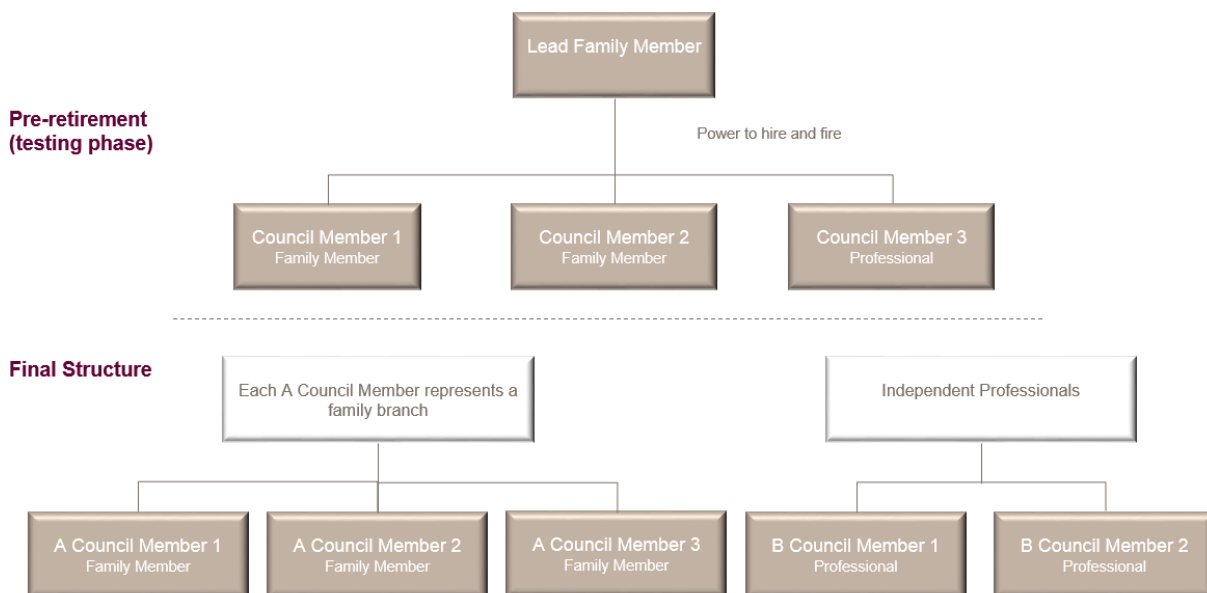 Lead Family Member
Pre-retirement
(testing phase)
Power to hire and fire
Council Member 1
Family Member
Council Member 2
Family Member
Council Member 3
Professional
Final Structure
Each A Council Member represents a
family branch
Independent Professionals
A Council Member 1
Family Member
A Council Member 2
Family Member
A Council Member 3
Family Member
B Council Member 1
Professional
B Council Member 2
Professional